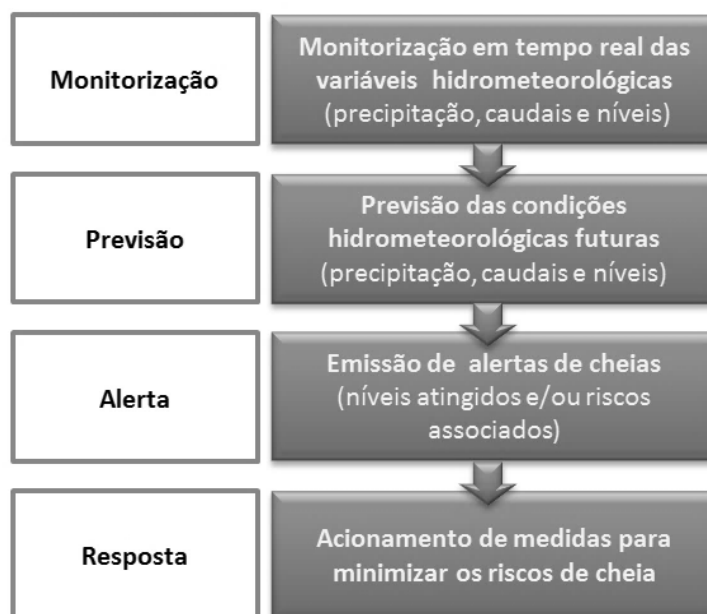 Monitorização
Monitorização em tempo real das
variáveis hidrometeorológicas
(precipitação, caudais e níveis)
Previsão
Previsão das condições
hidrometeorológicas futuras
(precipitação, caudais e níveis)
Alerta
Emissão de alertas de cheias
(níveis atingidos e/ou riscos
associados)
Resposta
Acionamento de medidas para
minimizar os riscos de cheia